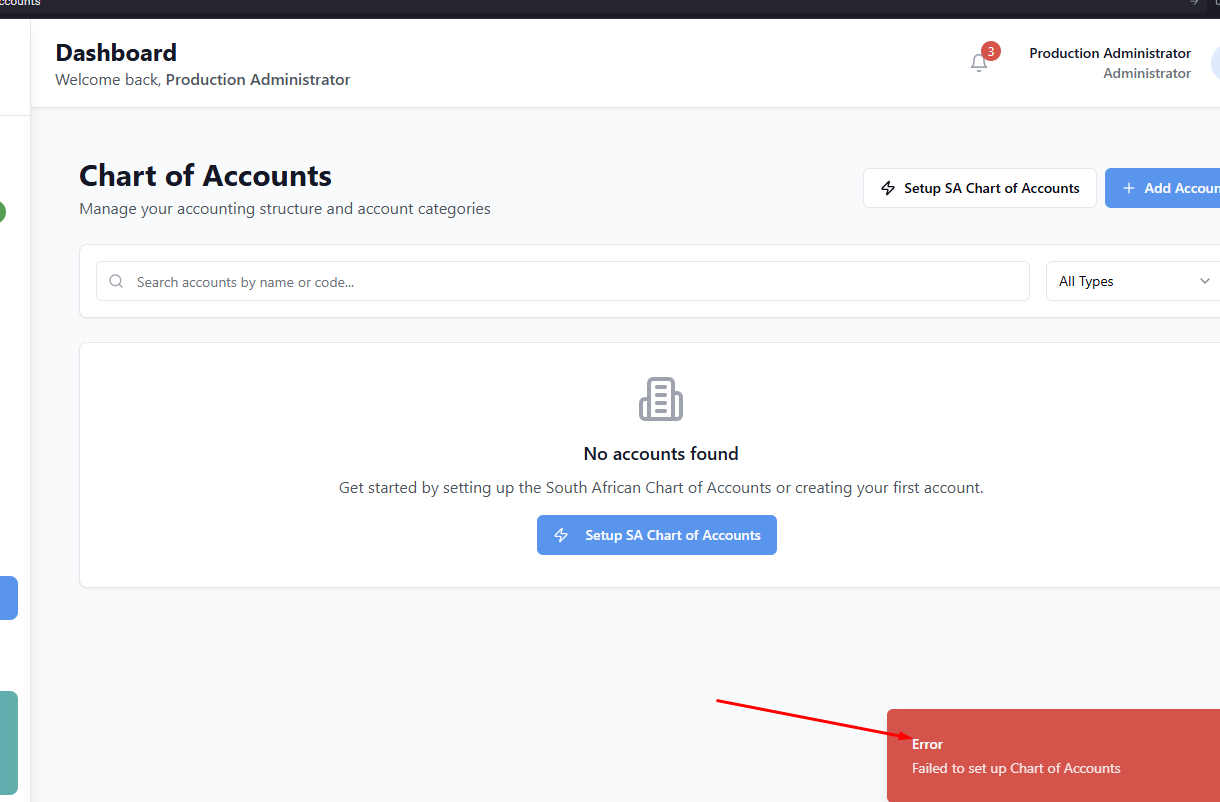 Dashboard
Welcome back, Production Administrator
3
Production Administrator
Administrator
Chart of Accounts
Manage your accounting structure and account categories
Setup SA Chart of Accounts
Search accounts by name or code...
All Types
No accounts found
Get started by setting up the South African Chart of Accounts or creating your first account.
Setup SA Chart of Accounts
Error
Failed to set up Chart of Accounts